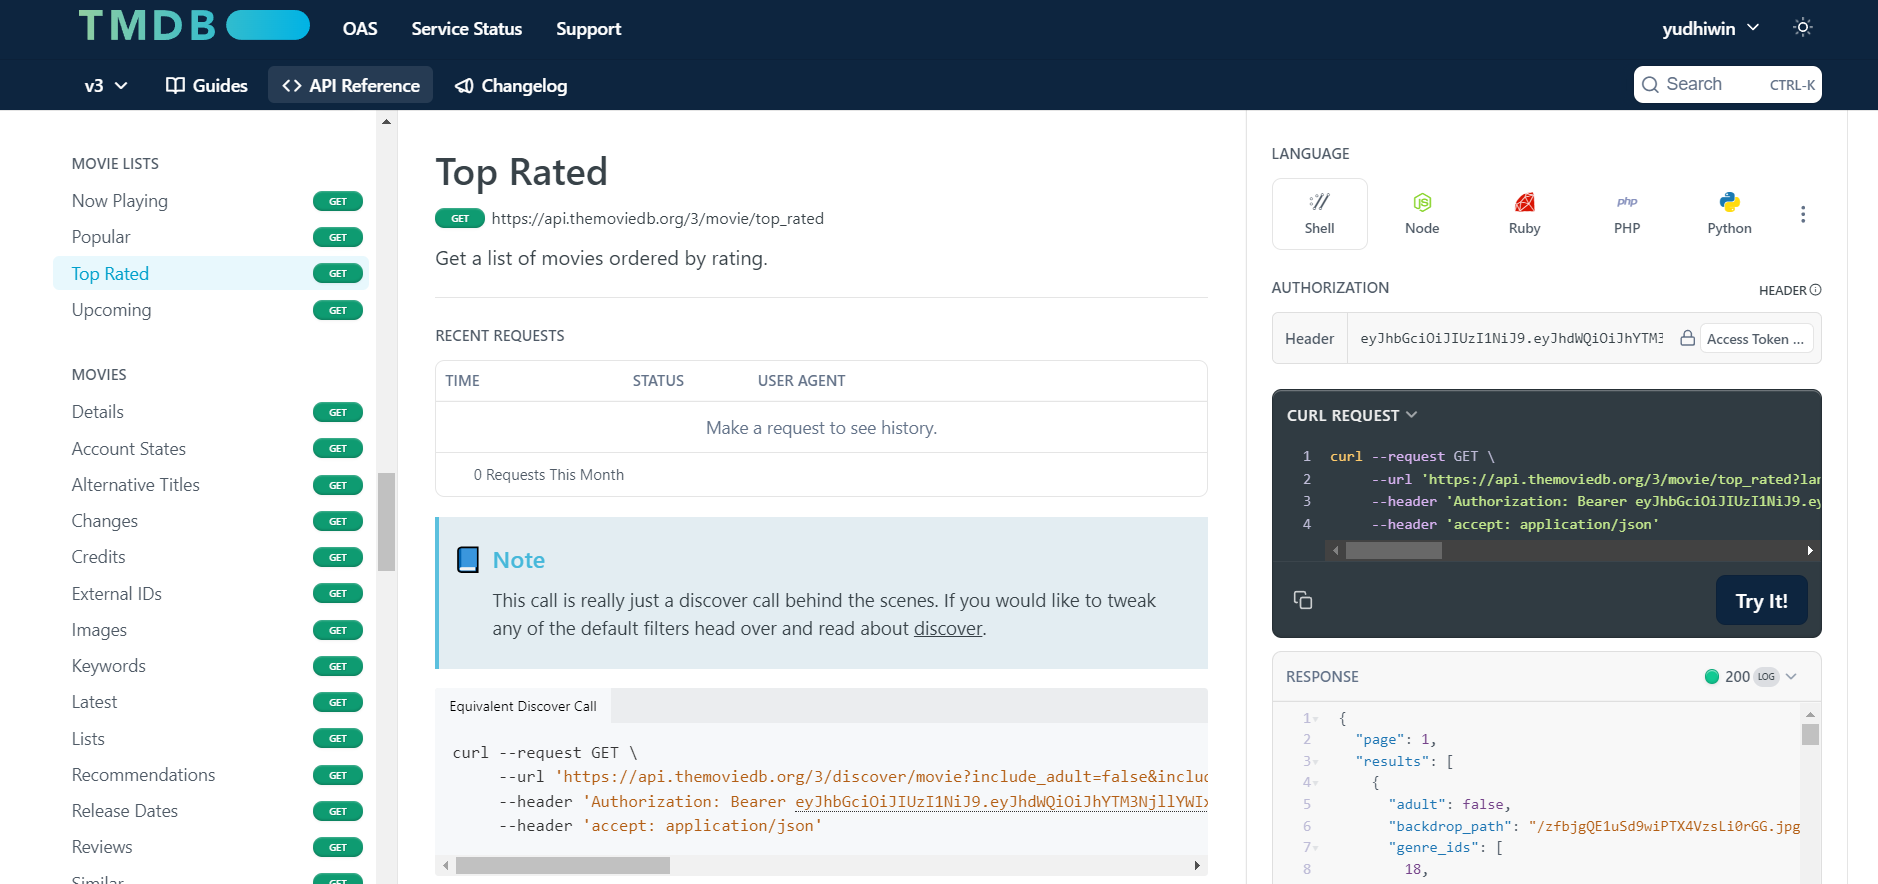 TMDB
OAS
Service Status
Support
yudhiwin
v3
Guides
<> API Reference
Changelog
Search
CTRL-K
MOVIE LISTS
Now Playing GET
Popular GET
Top Rated GET
Upcoming GET
MOVIES
Details GET
Account States GET
Alternative Titles GET
Changes GET
Credits GET
External IDs GET
Images GET
Keywords GET
Latest GET
Lists GET
Recommendations GET
Release Dates GET
Reviews GET
Similar GET
Top Rated
GET https://api.themoviedb.org/3/movie/top_rated
Get a list of movies ordered by rating.
RECENT REQUESTS
TIME STATUS USER AGENT
Make a request to see history.
0 Requests This Month
Note
This call is really just a discover call behind the scenes. If you would like to tweak
any of the default filters head over and read about discover.
Equivalent Discover Call
curl --request GET \
--url 'https://api.themoviedb.org/3/discover/movie?include_adult=false&includ
--header 'Authorization: Bearer eyJhbGciOiJIUzI1NiJ9.eyJhdWQiOiJhYTM3NjllYWIx
--header 'accept: application/json'
LANGUAGE
Shell
JS
Node
Ruby
php
PHP
Python
AUTHORIZATION
HEADER
Header eyJhbGciOiJIUzI1NiJ9.eyJhdWQiOiJhYTM3 Access Token ...
CURL REQUEST
1 curl --request GET \
2 --url 'https://api.themoviedb.org/3/movie/top_rated?lan
3 --header 'Authorization: Bearer eyJhbGciOiJIUzI1NiJ9.ey
4 --header 'accept: application/json'
Try It!
RESPONSE
200 LOG
1 {
2 "page": 1,
3 "results": [
4 {
5 "adult": false,
6 "backdrop_path": "/zfbjgQE1uSd9wiPTX4VzsLi0rGG.jpg
7 "genre_ids": [
8 18,